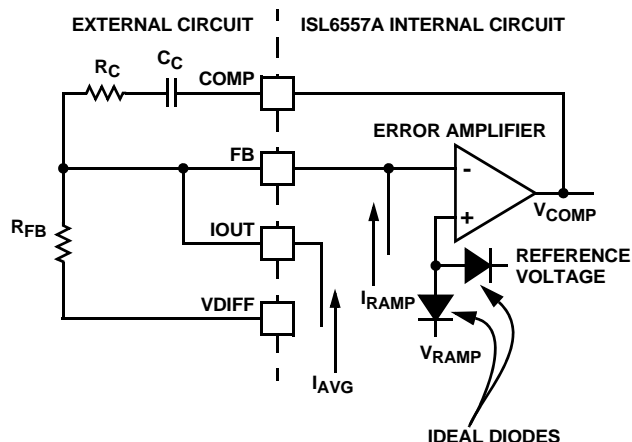 EXTERNAL CIRCUIT
ISL6557A INTERNAL CIRCUIT
RC
CC
COMP
ERROR AMPLIFIER
FB
-
+
VCOMP
RFB
IOUT
REFERENCE
VOLTAGE
IRAMP
VDIFF
VRAMP
IAVG
IDEAL DIODES